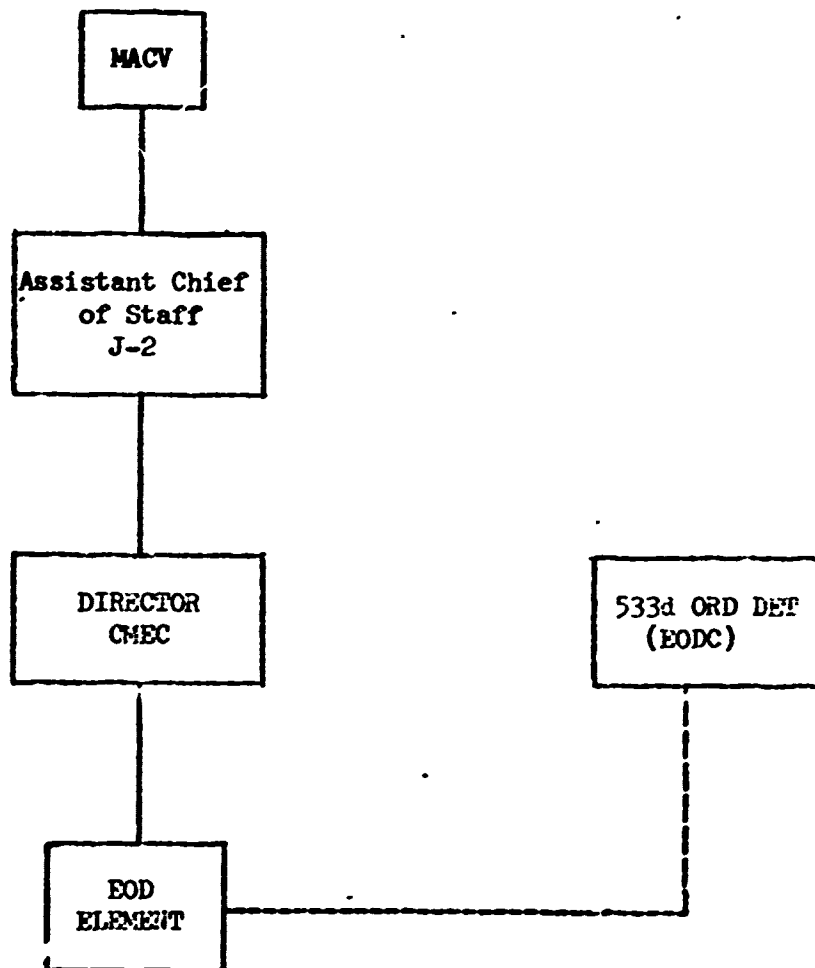 MACV
Assistant Chief
of Staff
J-2
DIRECTOR
CMEC
533d ORD DET
(EODC)
EOD
ELEMENT